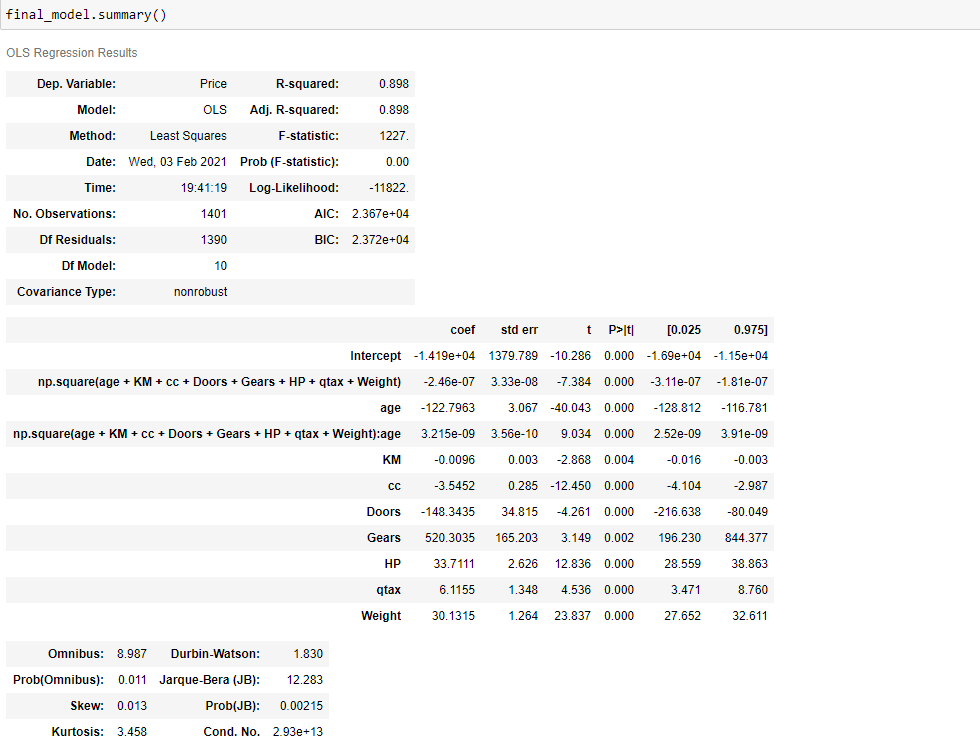 final_model.summary()
OLS Regression Results
Dep. Variable: Price R-squared: 0.898
Model: OLS Adj. R-squared: 0.898
Method: Least Squares F-statistic: 1227.
Date: Wed, 03 Feb 2021 Prob (F-statistic): 0.00
Time: 19:41:19 Log-Likelihood: -11822.
No. Observations: 1401 AIC: 2.367e+04
Df Residuals: 1390 BIC: 2.372e+04
Df Model: 10
Covariance Type: nonrobust
coef std err t P>|t| [0.025 0.975]
Intercept -1.419e+04 1379.789 -10.286 0.000 -1.69e+04 -1.15e+04
np.square(age + KM + cc + Doors + Gears + HP + qtax + Weight) -2.46e-07 3.33e-08 -7.384 0.000 -3.11e-07 -1.81e-07
age -122.7963 3.067 -40.043 0.000 -128.812 -116.781
np.square(age + KM + cc + Doors + Gears + HP + qtax + Weight):age 3.215e-09 3.56e-10 9.034 0.000 2.52e-09 3.91e-09
KM -0.0096 0.003 -2.868 0.004 -0.016 -0.003
cc -3.5452 0.285 -12.450 0.000 -4.104 -2.987
Doors -148.3435 34.815 -4.261 0.000 -216.638 -80.049
Gears 520.3035 165.203 3.149 0.002 196.230 844.377
HP 33.7111 2.626 12.836 0.000 28.559 38.863
qtax 6.1155 1.348 4.536 0.000 3.471 8.760
Weight 30.1315 1.264 23.837 0.000 27.652 32.611
Omnibus: 8.987 Durbin-Watson: 1.830
Prob(Omnibus): 0.011 Jarque-Bera (JB): 12.283
Skew: 0.013 Prob(JB): 0.00215
Kurtosis: 3.458 Cond. No. 2.93e+13